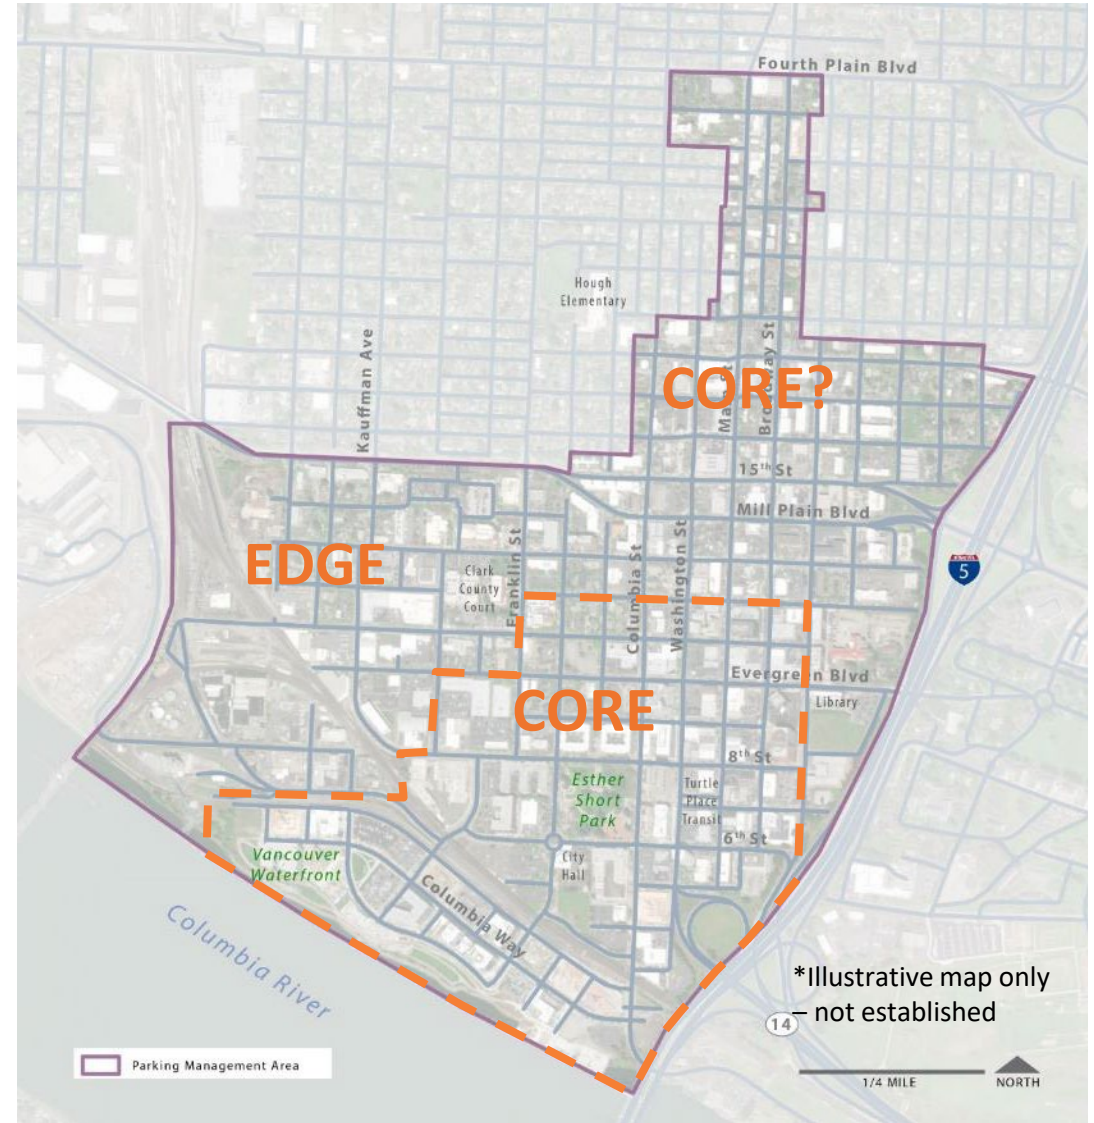 Fourth Plain Blvd
Hough
Elementary
Kauffman Ave
CORE?
Main St
Broadway St
15th St
Mill Plain Blvd
EDGE
Clark
County
Court
Franklin St
Columbia St
Washington St
5
Evergreen Blvd
Library
CORE
8th St
Esther
Short
Park
Turtle
Place
Transit
6th St
Vancouver
Waterfront
City
Hall
Columbia Way
Columbia River
*Illustrative map only
– not established
14
Parking Management Area
1/4 MILE
NORTH